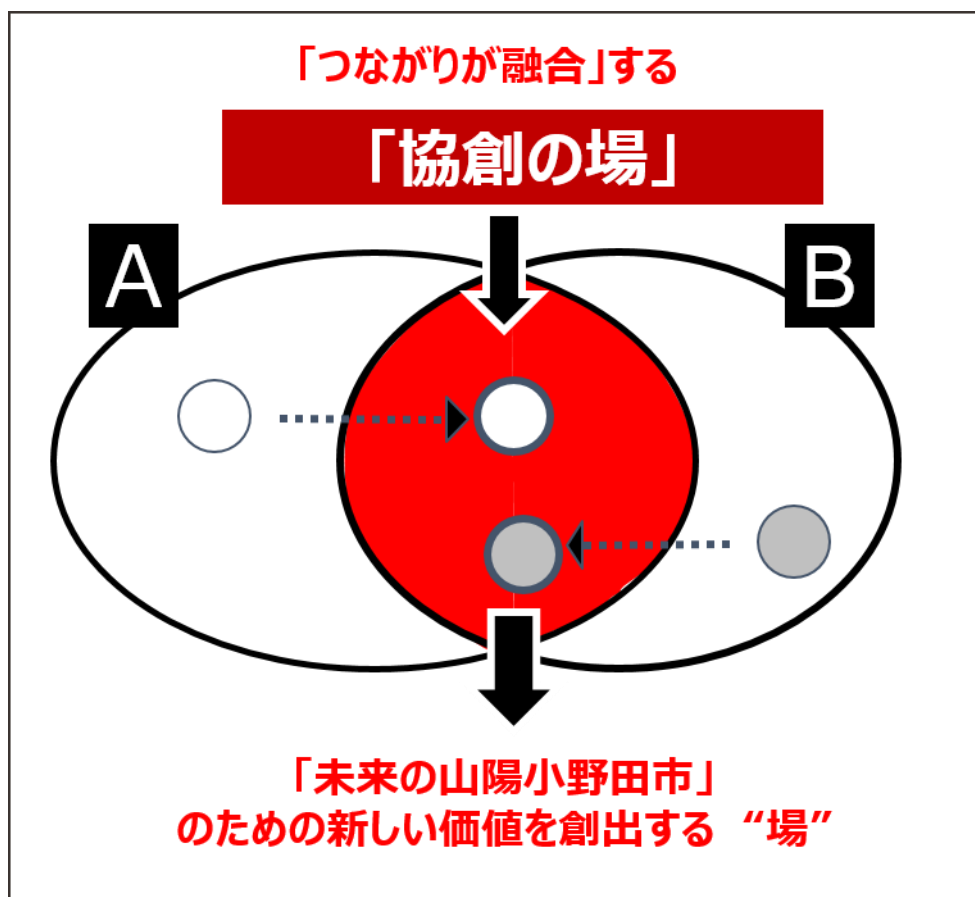 「つながりが融合」する
「協創の場」
A
B
「未来の山陽小野田市」
のための新しい価値を創出する “場”